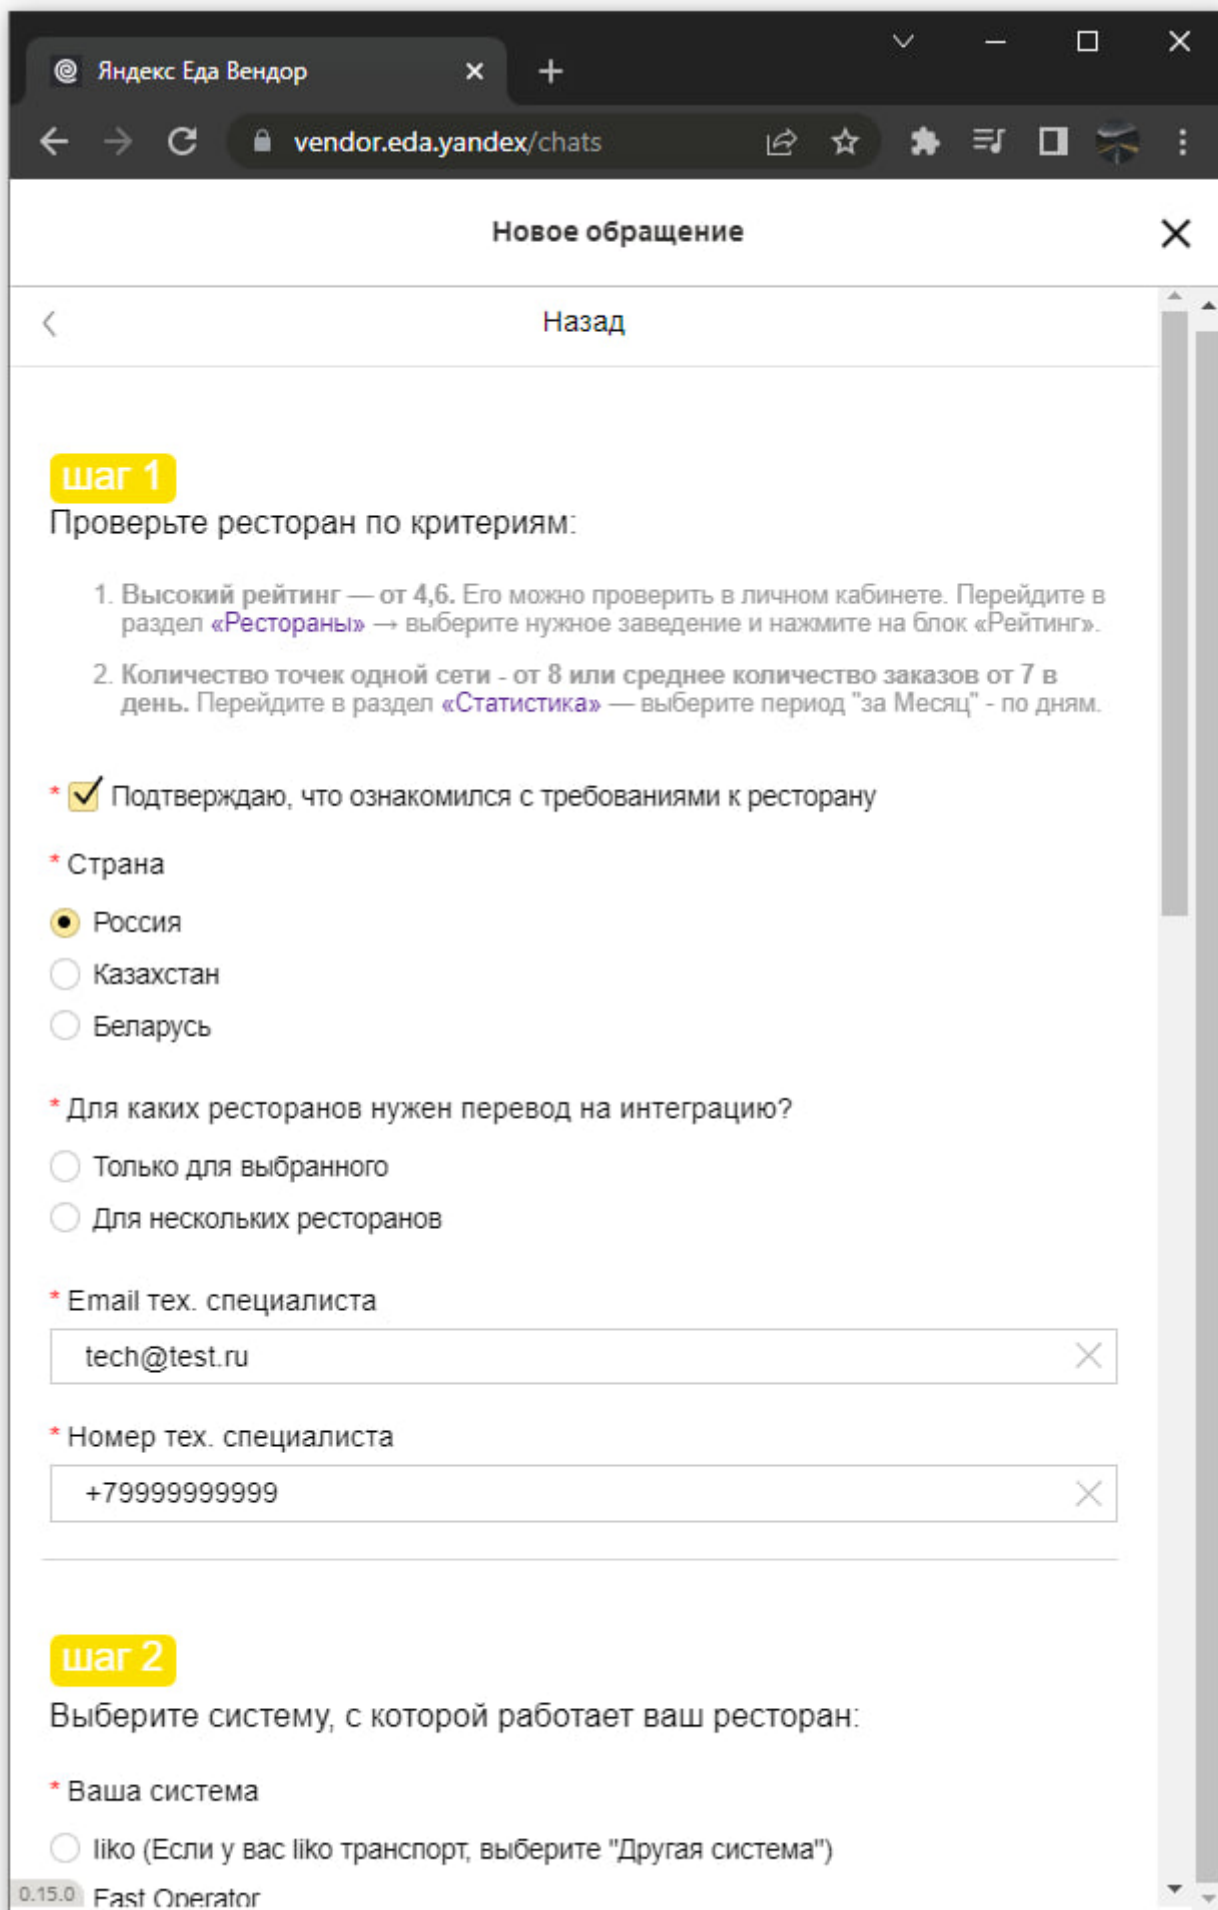 Яндекс Еда Вендор
vendor.eda.yandex/chats
Новое обращение
Назад
шаг 1
Проверьте ресторан по критериям:
1. Высокий рейтинг — от 4,6. Его можно проверить в личном кабинете. Перейдите в
раздел «Рестораны» → выберите нужное заведение и нажмите на блок «Рейтинг».
2. Количество точек одной сети - от 8 или среднее количество заказов от 7 в
день. Перейдите в раздел «Статистика» — выберите период "за Месяц" - по дням.
* Подтверждаю, что ознакомился с требованиями к ресторану
* Страна
Россия
Казахстан
Беларусь
* Для каких ресторанов нужен перевод на интеграцию?
Только для выбранного
Для нескольких ресторанов
* Email тех. специалиста
tech@test.ru
* Номер тех. специалиста
+79999999999
шаг 2
Выберите систему, с которой работает ваш ресторан:
* Ваша система
Iiko (Если у вас Iiko транспорт, выберите "Другая система")
0.15.0
Fast Operator